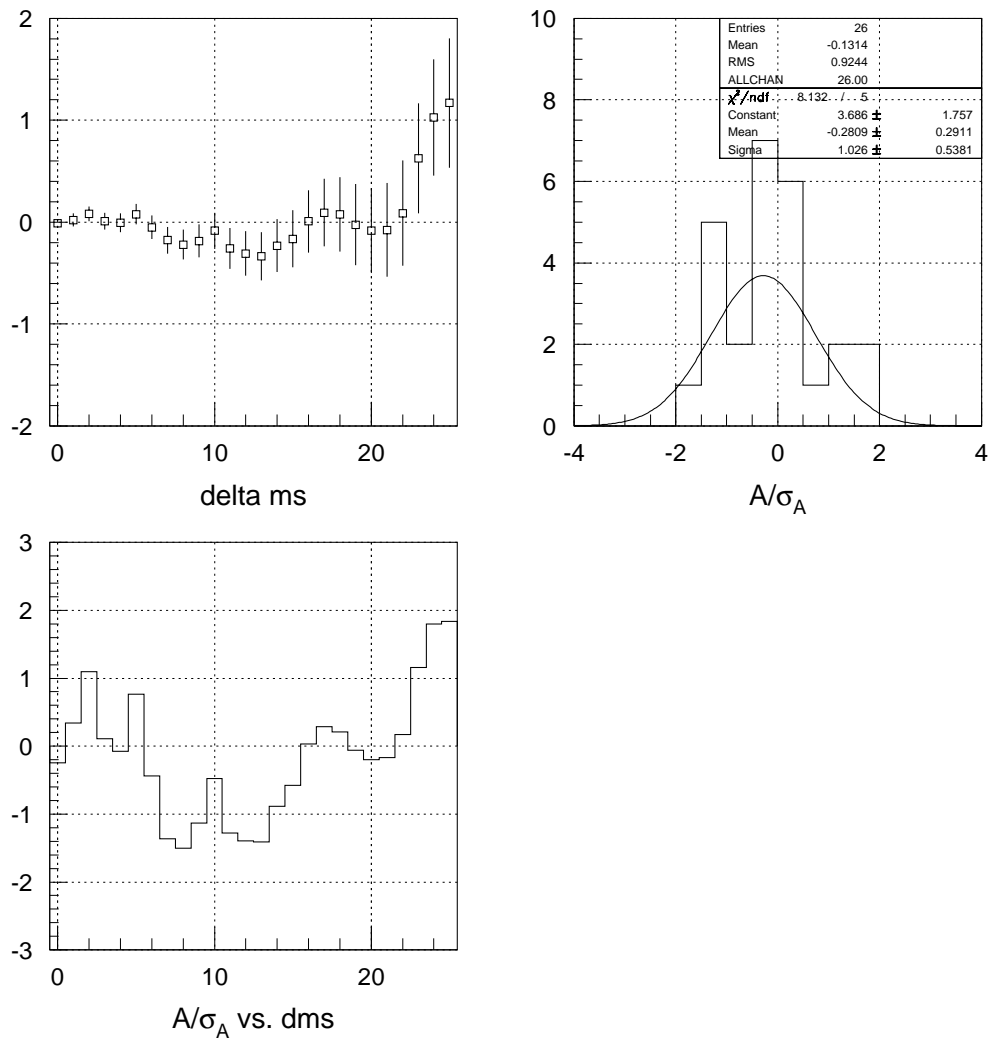 2
1
0
-1
-2
0
10
20
delta ms
10
8
6
4
2
0
-4
-2
0
2
4
Entries 26
Mean -0.1314
RMS 0.9244
ALLCHAN 26.00
χ²/ndf 8.132 / 5
Constant 3.686 ± 1.757
Mean -0.2809 ± 0.2911
Sigma 1.026 ± 0.5381
A/σA
3
2
1
0
-1
-2
-3
0
10
20
A/σA vs. dms